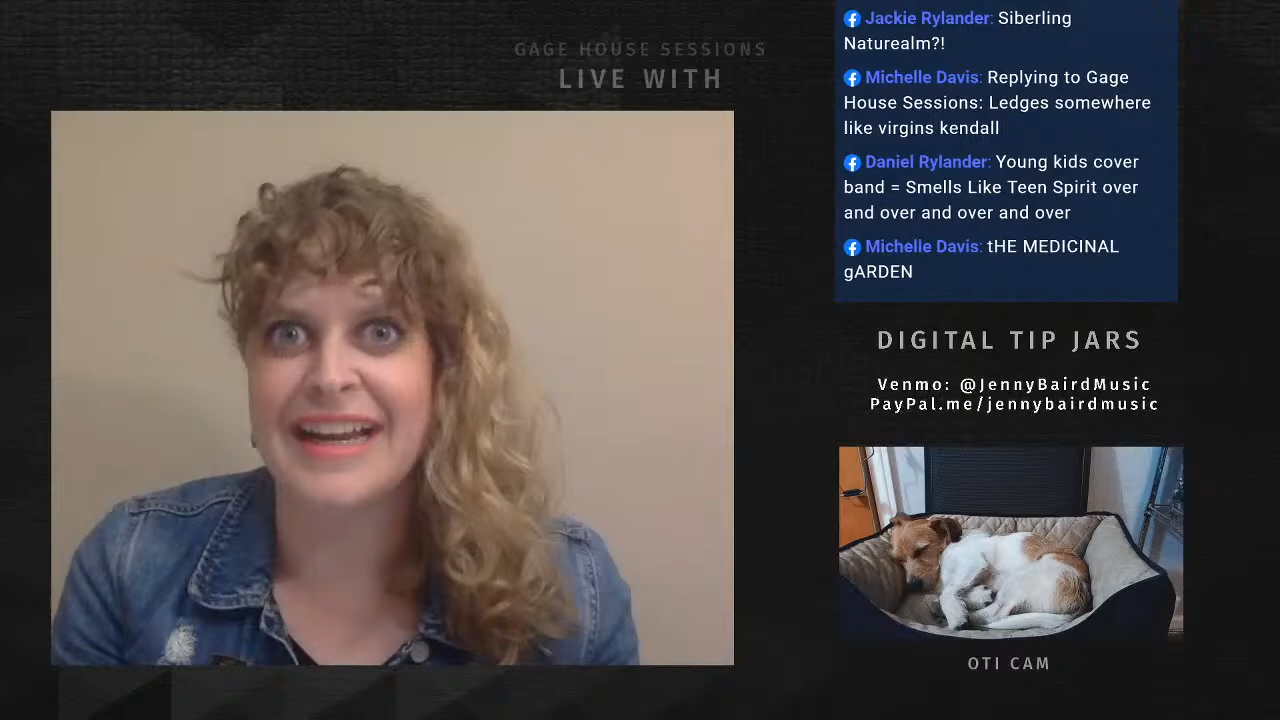 GAGE HOUSE SESSIONS
LIVE WITH
Jackie Rylander: Siberling
Naturealm?!
Michelle Davis: Replying to Gage
House Sessions: Ledges somewhere
like virgins kendall
Daniel Rylander: Young kids cover
band = Smells Like Teen Spirit over
and over and over and over
Michelle Davis: tHE MEDICINAL
gARDEN
DIGITAL TIP JARS
Venmo: @JennyBairdMusic
PayPal.me/jennybairdmusic
OTI CAM